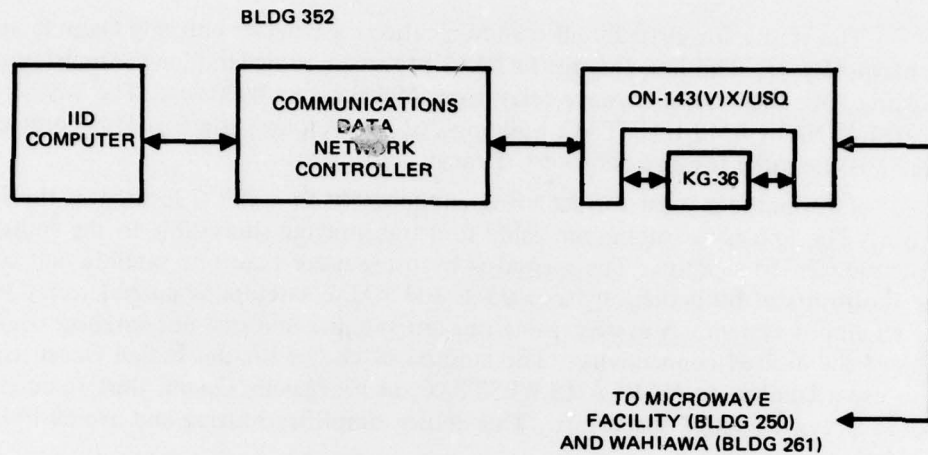 BLDG 352
IID
COMPUTER
COMMUNICATIONS
DATA
NETWORK
CONTROLLER
ON-143(V)X/USQ
KG-36
TO MICROWAVE
FACILITY (BLDG 250)
AND WAHIAWA (BLDG 261)